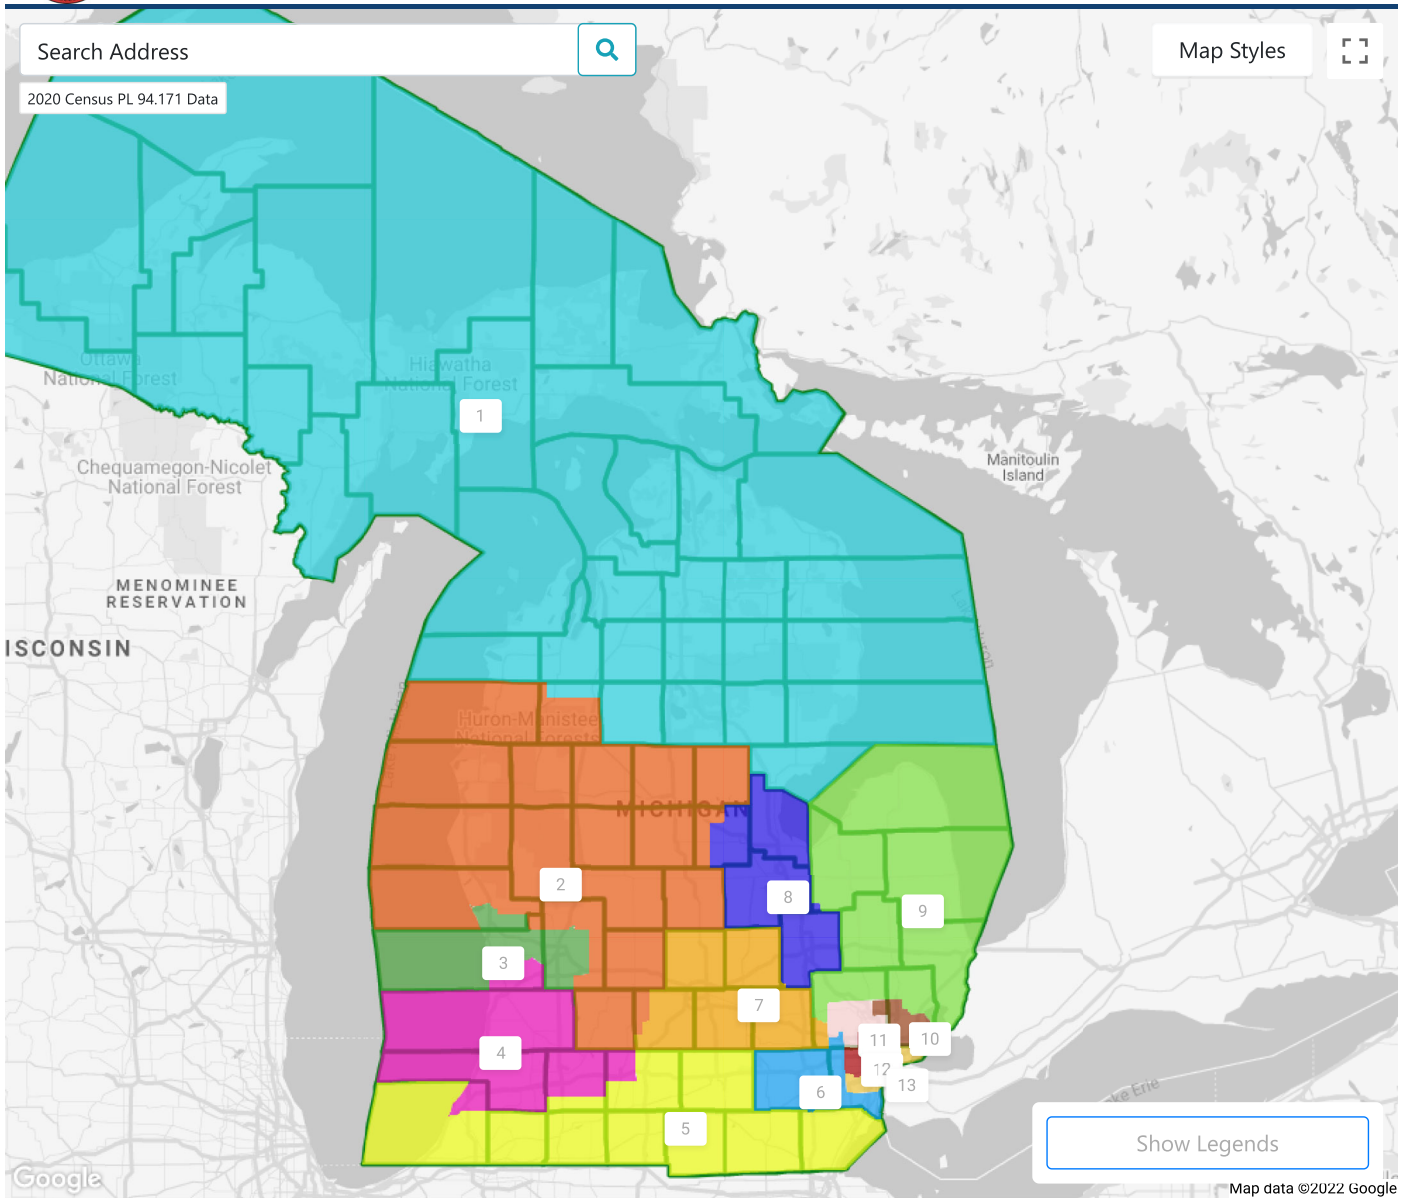 Search Address
Map Styles
2020 Census PL 94.171 Data
Ottawa
National Forest
Hiawatha
National Forest
1
Chequamegon-Nicolet
National Forest
Manitoulin
Island
MENOMINEE
RESERVATION
ISCONSIN
Huron-Manistee
National Forests
MICHIGAN
2
8
9
3
7
11
10
4
12
13
6
5
ke Erie
Show Legends
Google
Map data ©2022 Google